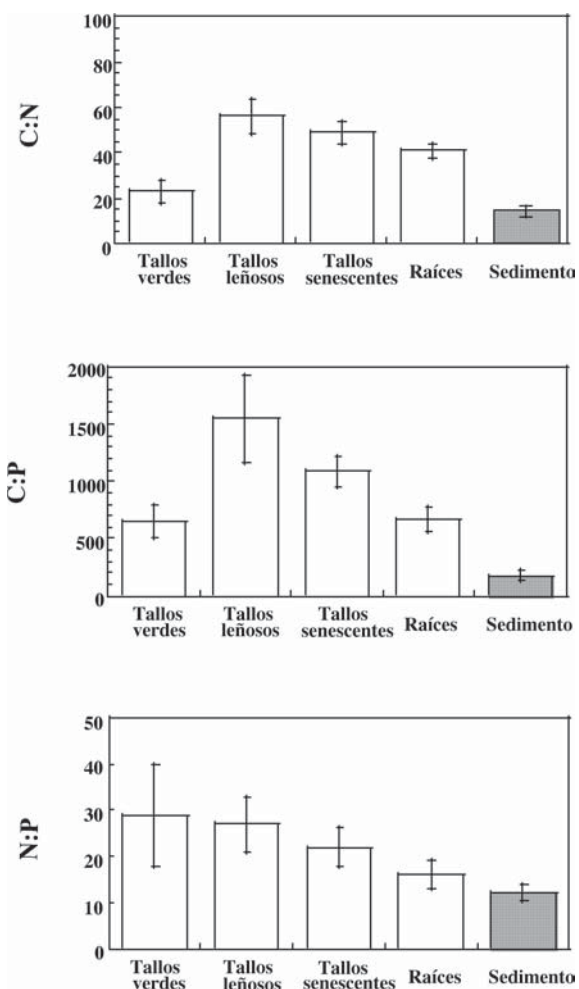 C:N
100
80
60
40
20
0
Tallos verdes
Tallos leñosos
Tallos senescentes
Raíces
Sedimento
C:P
2000
1500
1000
500
0
Tallos verdes
Tallos leñosos
Tallos senescentes
Raíces
Sedimento
N:P
50
40
30
20
10
0
Tallos verdes
Tallos leñosos
Tallos senescentes
Raíces
Sedimento